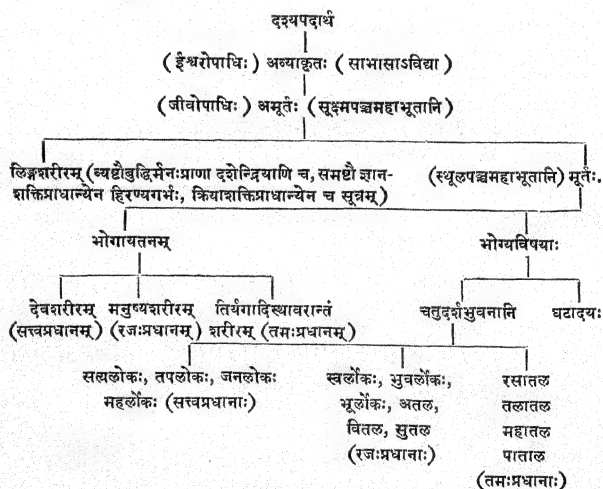 दृश्यपदार्थ
(ईश्वरोपाधिः) अव्याकृतः (साभासाऽविद्या)
(जीवोपाधिः) अमूर्तः (सूक्ष्मपञ्चमहाभूतानि)
लिङ्गशरीरम् (व्यष्टौबुद्धिर्मनःप्राणा दशेन्द्रियाणि च, समष्टौ ज्ञान-
शक्तिप्राधान्येन हिरण्यगर्भः, क्रियाशक्तिप्राधान्येन च सूत्रम्)
(स्थूलपञ्चमहाभूतानि) मूर्तः.
भोगायतनम्
भोग्यविषयाः
देवशरीरम्
(सत्त्वप्रधानम्)
मनुष्यशरीरम्
(रजःप्रधानम्)
तिर्यगादिस्थावरान्तं
शरीरम् (तमःप्रधानम्)
चतुदर्शभुवनानि
घटादयः
सत्यलोकः, तपलोकः, जनलोकः
महर्लोकः (सत्त्वप्रधानाः)
स्वर्लोकः, भुवर्लोकः,
भूर्लोकः, अतल,
वितल, सुतल
(रजःप्रधानाः)
रसातल
तलातल
महातल
पाताल
(तमःप्रधानाः)